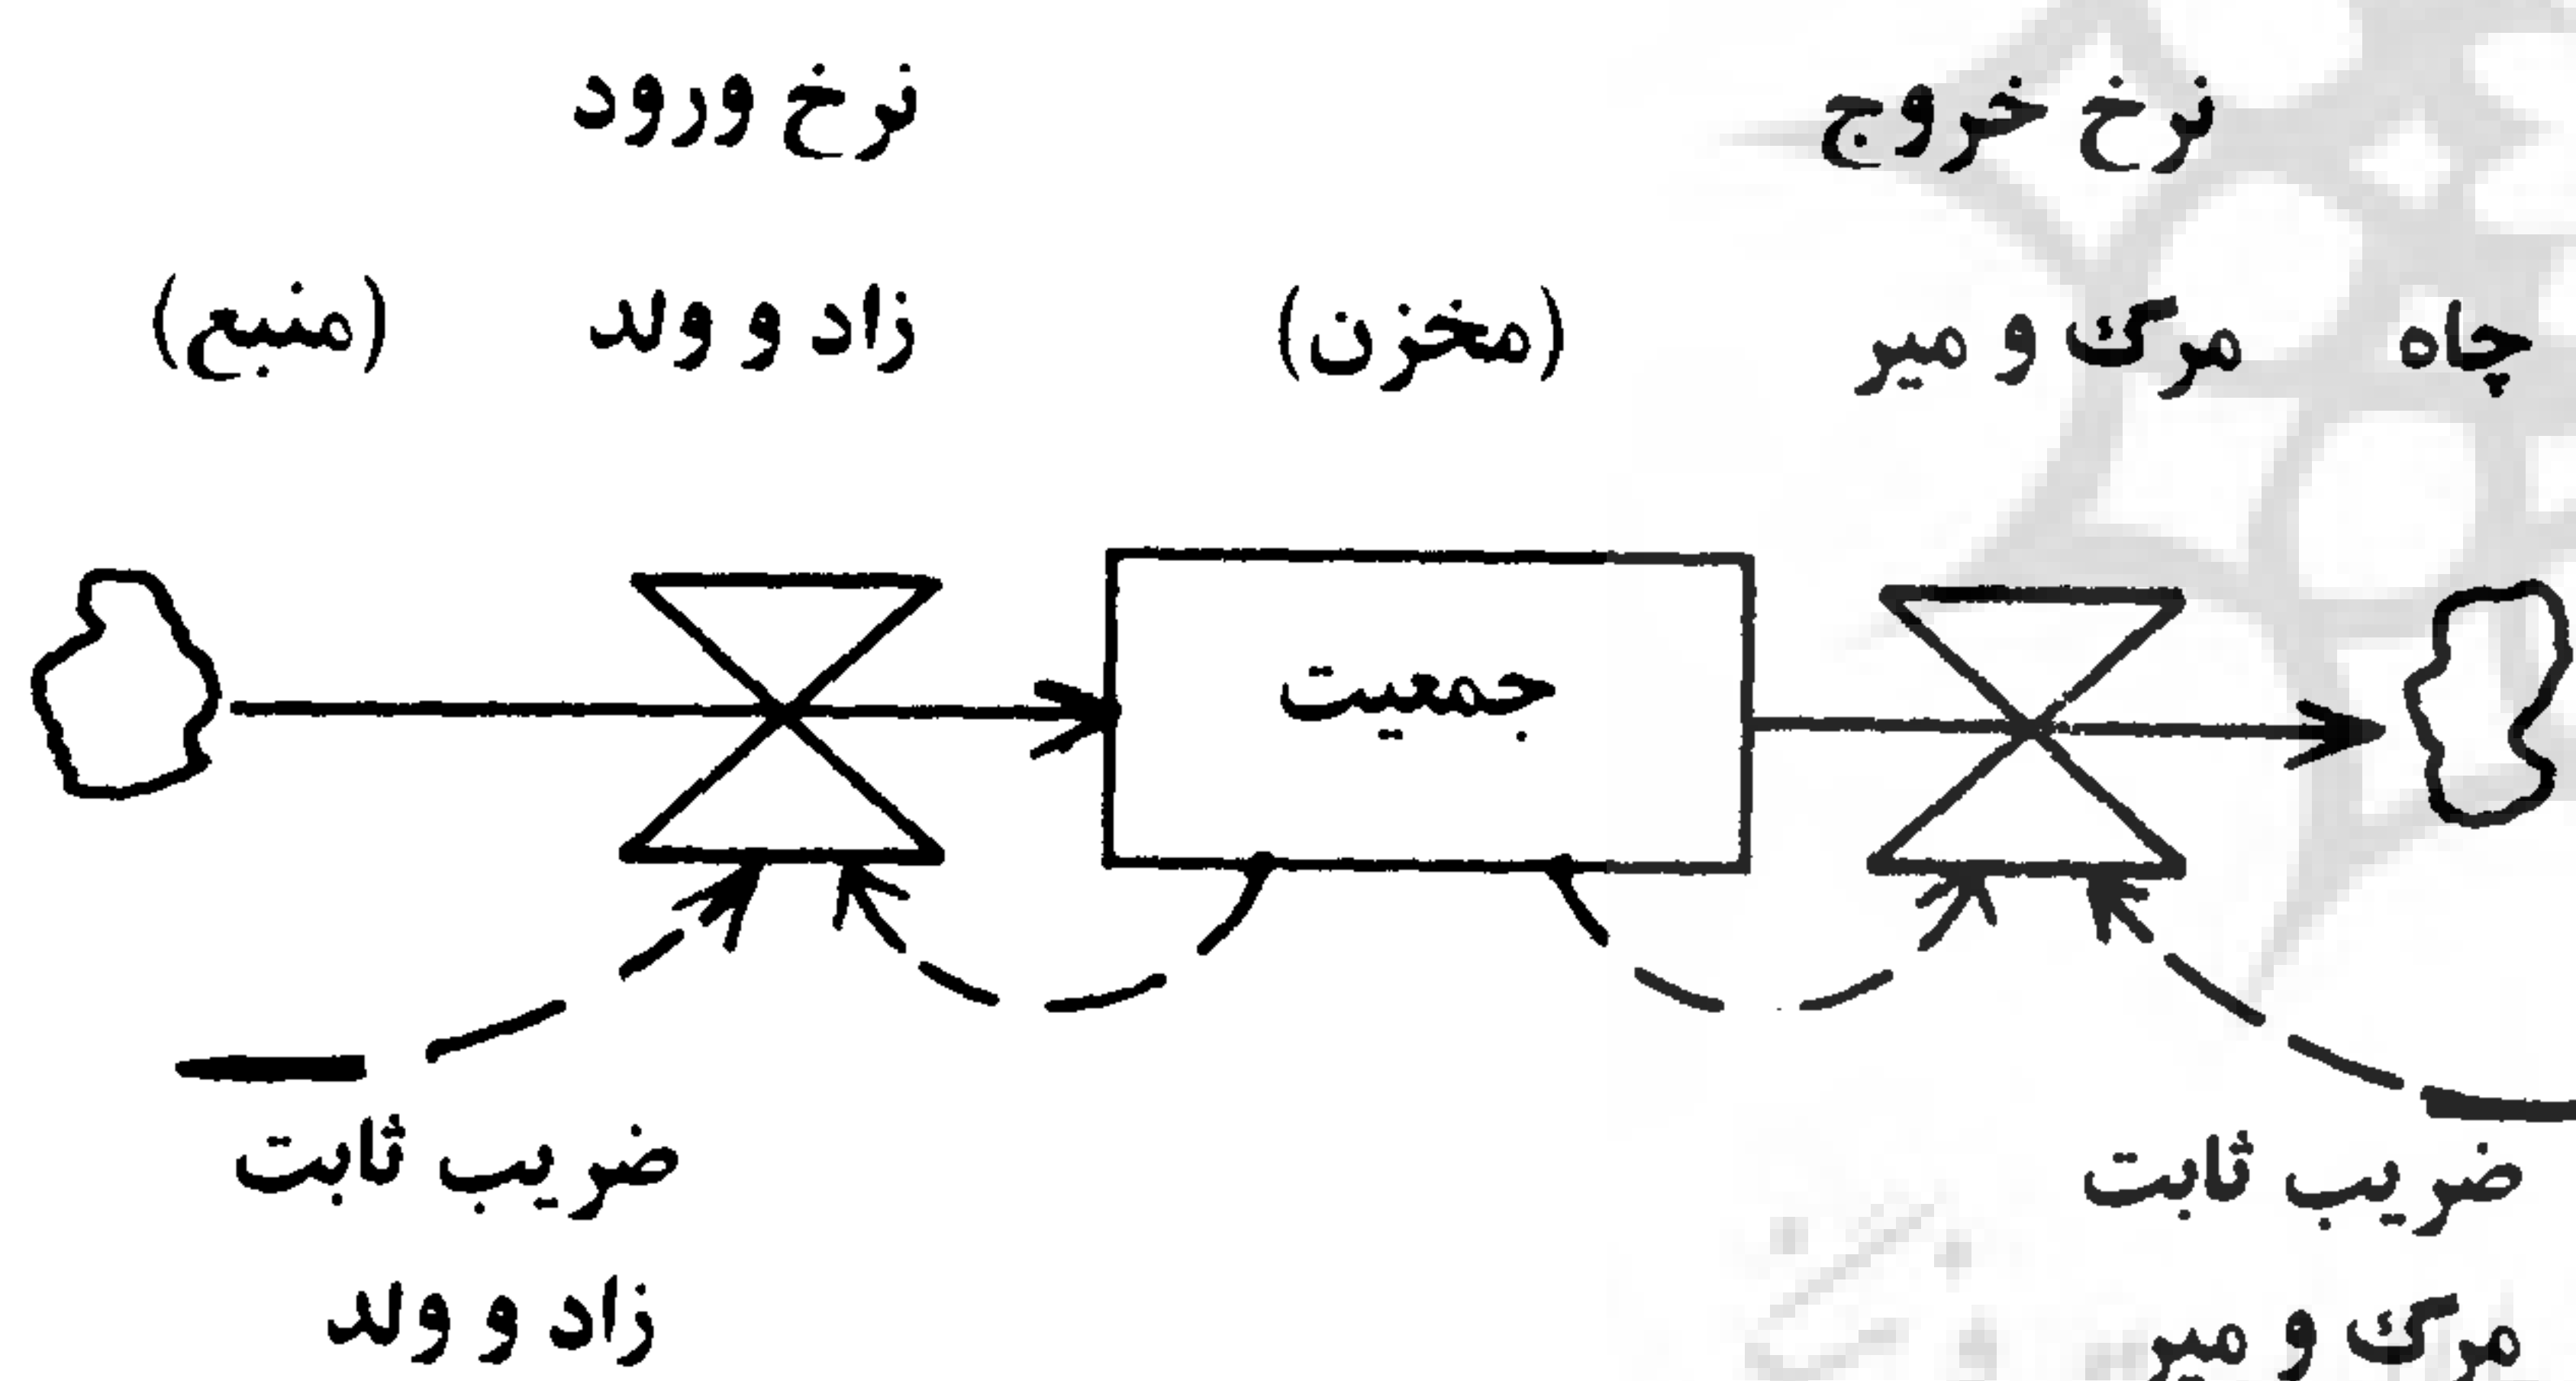 نرخ خروج
نرخ ورود
چاه
مرگ و میر
(مخزن)
زاد و ولد
(منبع)
جمعیت
ضریب ثابت
مرگ و میر
ضریب ثابت
زاد و ولد